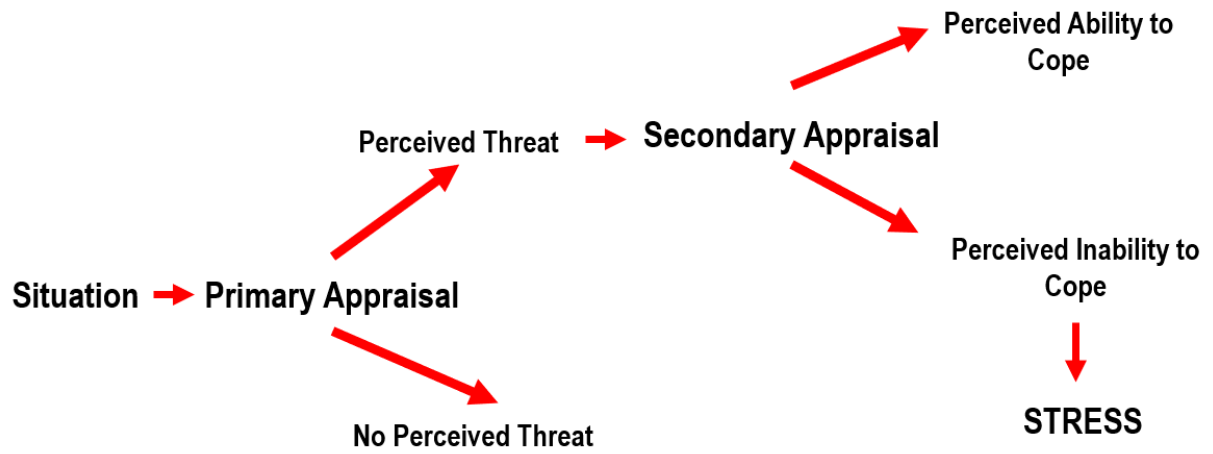 Perceived Ability to
Cope
Perceived Threat
Secondary Appraisal
Perceived Inability to
Cope
Situation
Primary Appraisal
STRESS
No Perceived Threat